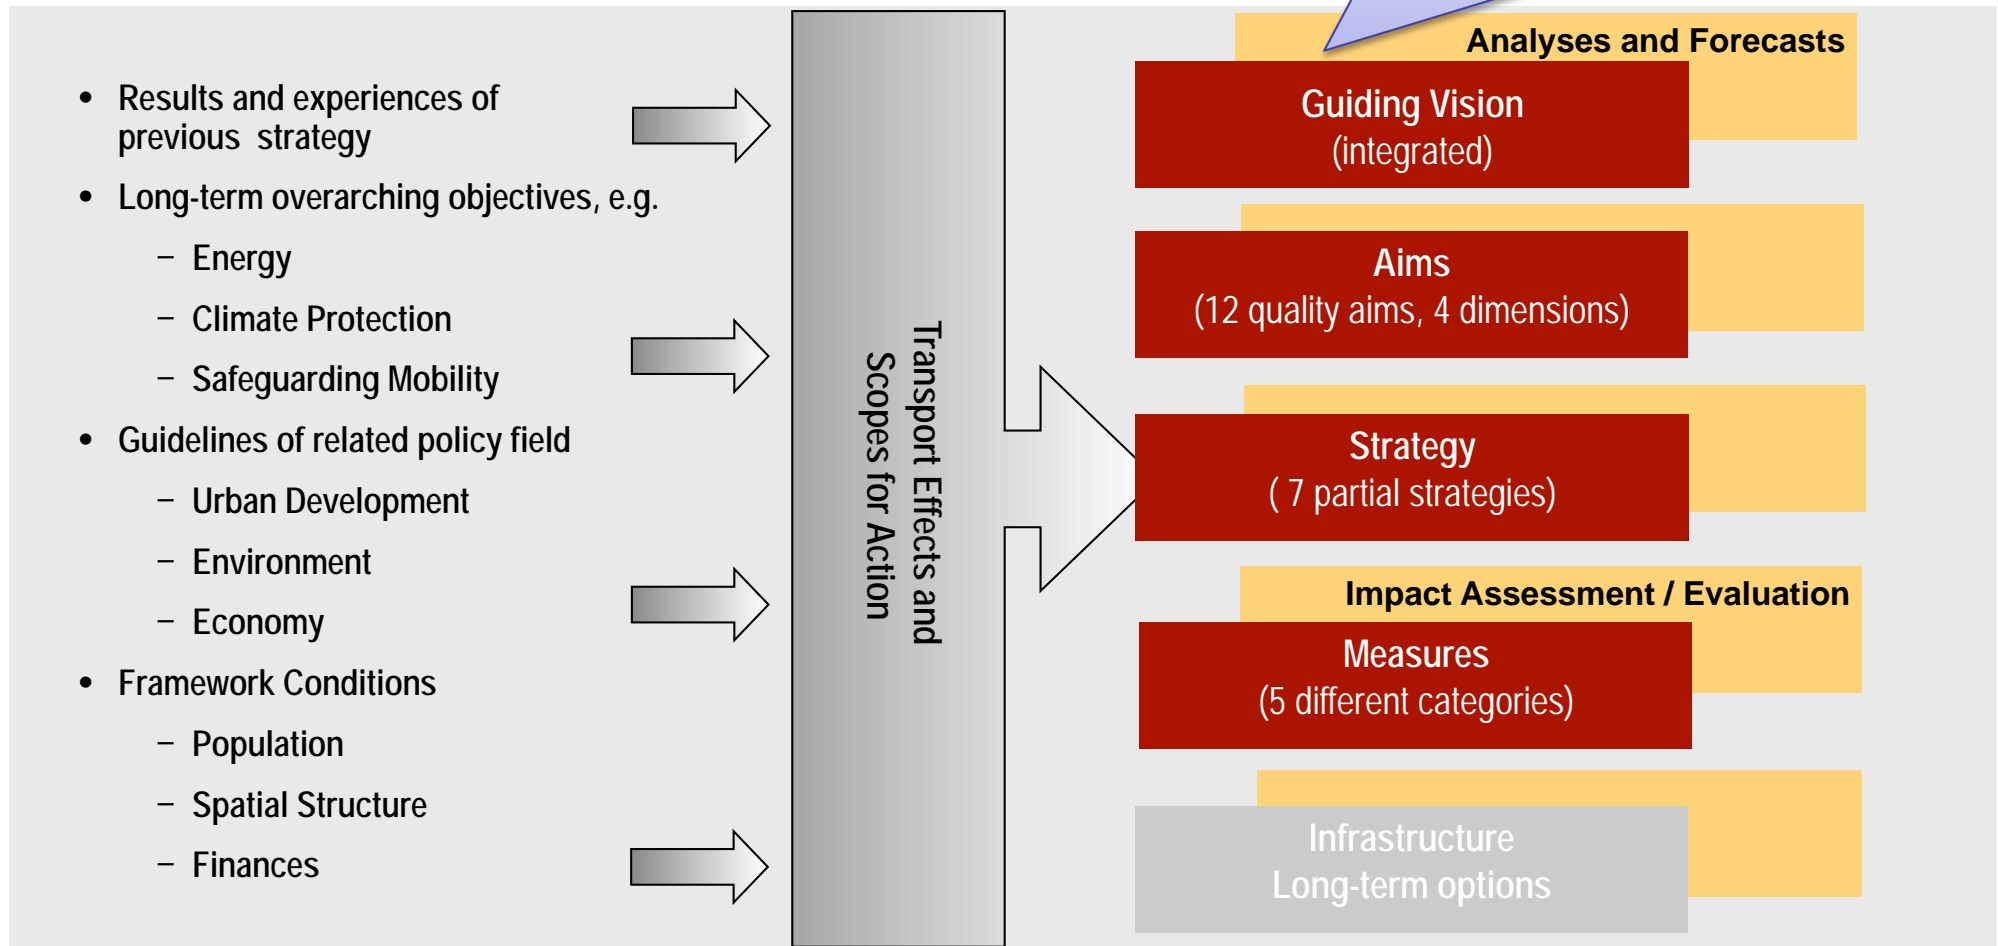 • Results and experiences of
previous  strategy
• Long-term overarching objectives, e.g.
– Energy
– Climate Protection
– Safeguarding Mobility
• Guidelines of related policy field
– Urban Development
– Environment
– Economy
• Framework Conditions
– Population
– Spatial Structure
– Finances
Transport Effects and
Scopes for Action
Analyses and Forecasts
Guiding Vision
(integrated)
Aims
(12 quality aims, 4 dimensions)
Strategy
( 7 partial strategies)
Impact Assessment / Evaluation
Measures
(5 different categories)
Infrastructure
Long-term options